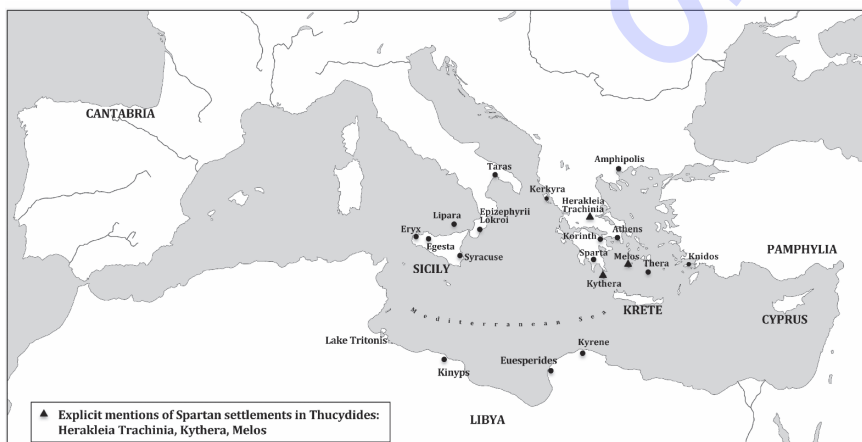 CANTABRIA
Taras
Amphipolis
Kerkyra
Herakleia
Trachinia
Lipara
Epizephyrii
Lokroi
Eryx
Egesta
Korinth
Athens
SICILY
Syracuse
Sparta
Melos
Thera
Knidos
PAMPHYLIA
Kythera
KRETE
CYPRUS
Mediterranean Sea
Lake Tritonis
Kinyps
Euesperides
Kyrene
LIBYA
▲ Explicit mentions of Spartan settlements in Thucydides:
Herakleia Trachinia, Kythera, Melos